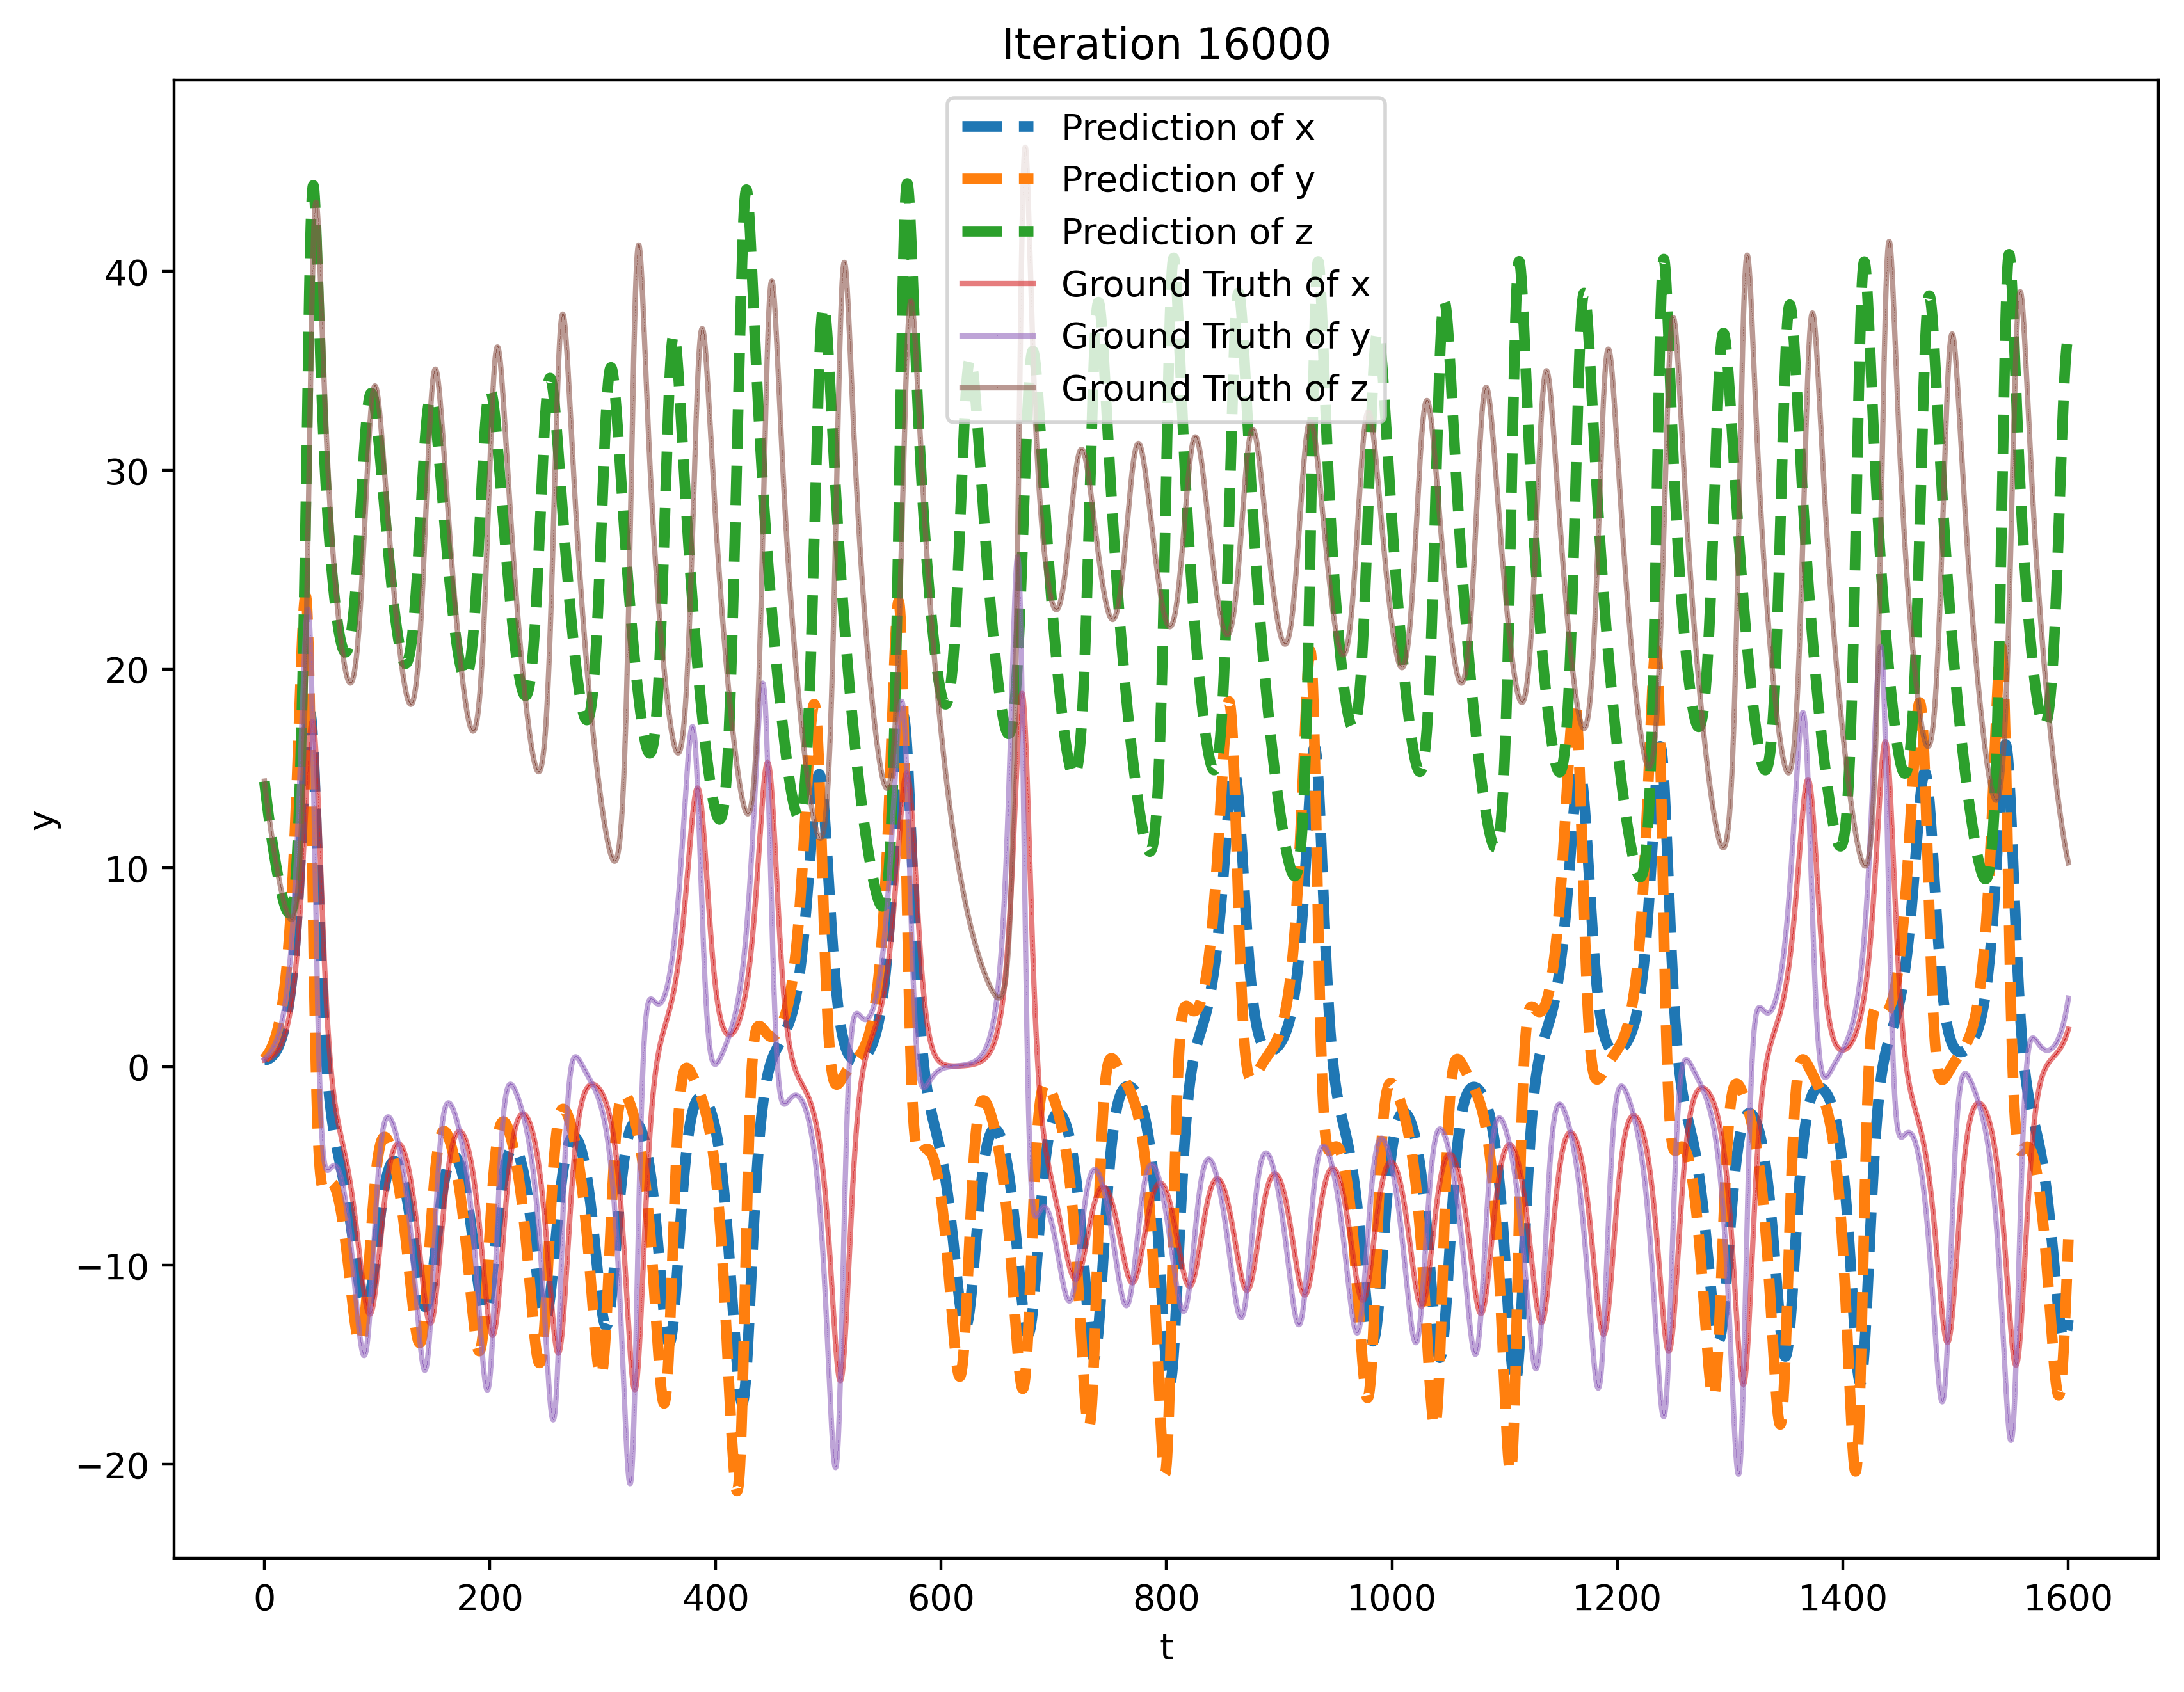 Iteration 16000
Prediction of x
Prediction of y
Prediction of z
Ground Truth of x
Ground Truth of y
Ground Truth of z
40
30
20
10
0
−10
−20
y
0 200 400 600 800 1000 1200 1400 1600
t